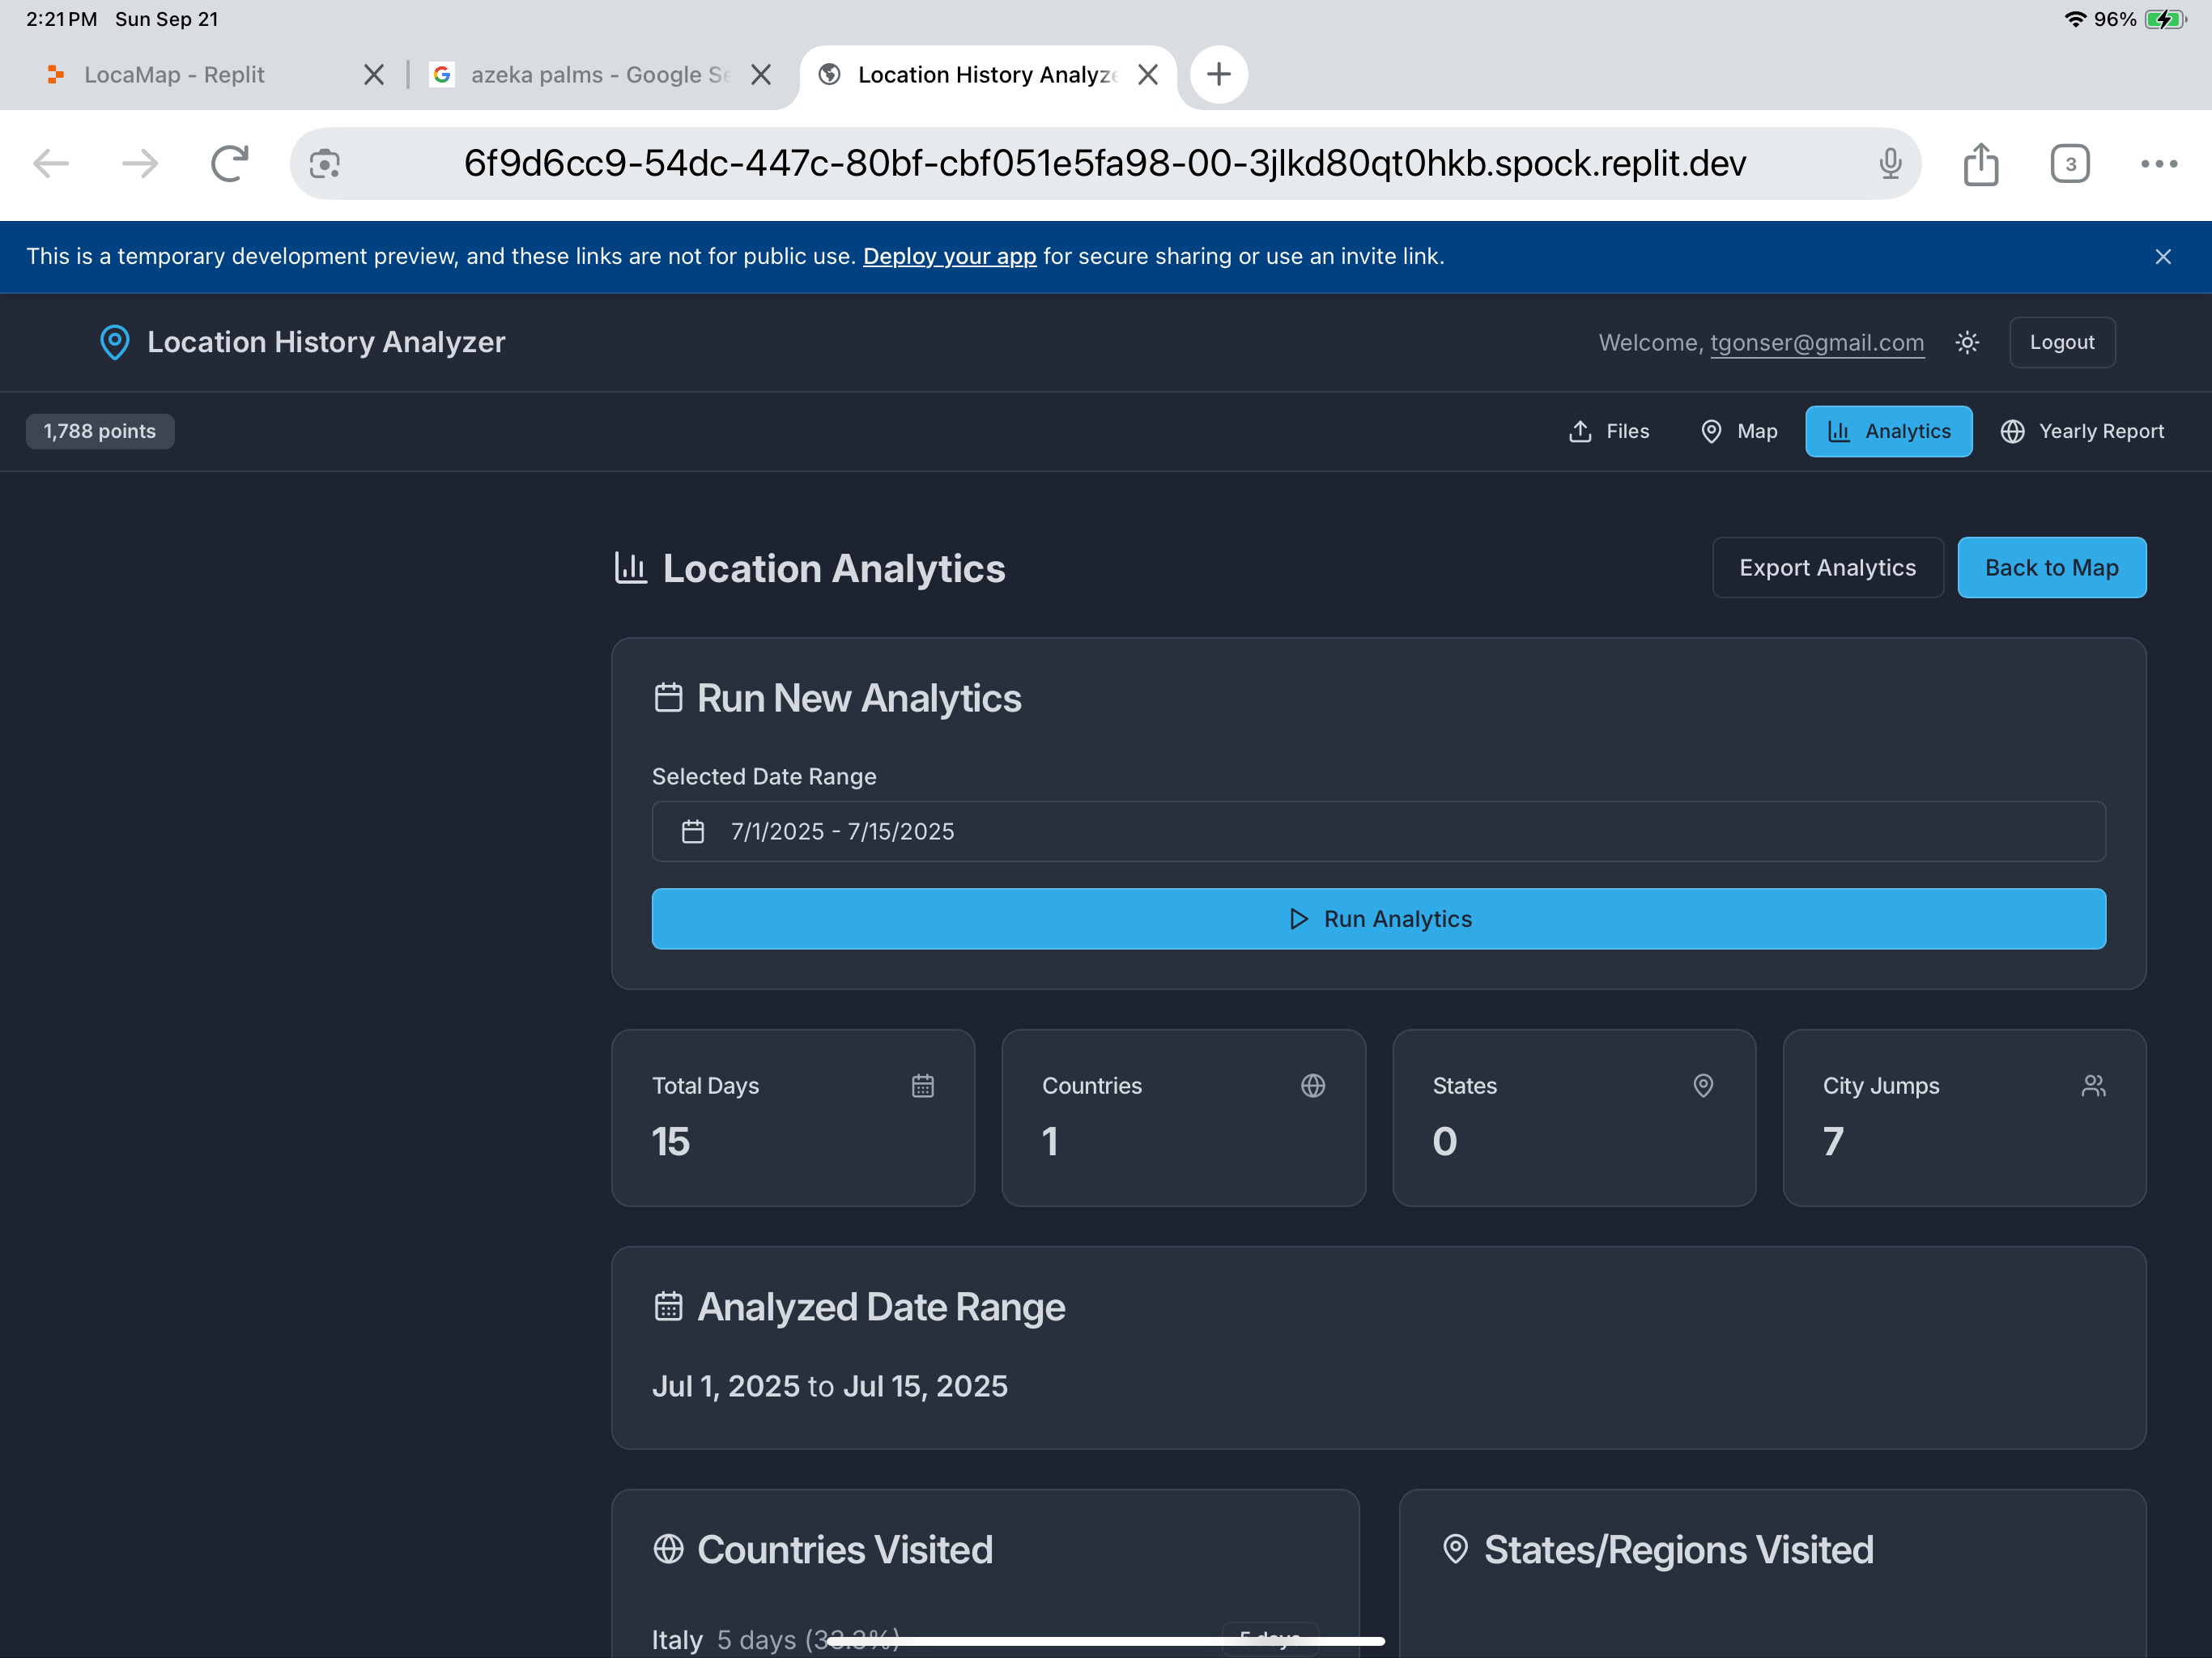 2:21 PM Sun Sep 21
96%
LocaMap - Replit
azeka palms - Google Se
Location History Analyze
6f9d6cc9-54dc-447c-80bf-cbf051e5fa98-00-3jlkd80qt0hkb.spock.replit.dev
3
This is a temporary development preview, and these links are not for public use. Deploy your app for secure sharing or use an invite link.
Location History Analyzer
Welcome, tgonser@gmail.com
Logout
1,788 points
Files
Map
Analytics
Yearly Report
Location Analytics
Export Analytics
Back to Map
Run New Analytics
Selected Date Range
7/1/2025 - 7/15/2025
Run Analytics
Total Days
15
Countries
1
States
0
City Jumps
7
Analyzed Date Range
Jul 1, 2025 to Jul 15, 2025
Countries Visited
States/Regions Visited
Italy 5 days (33.3%)
5 days